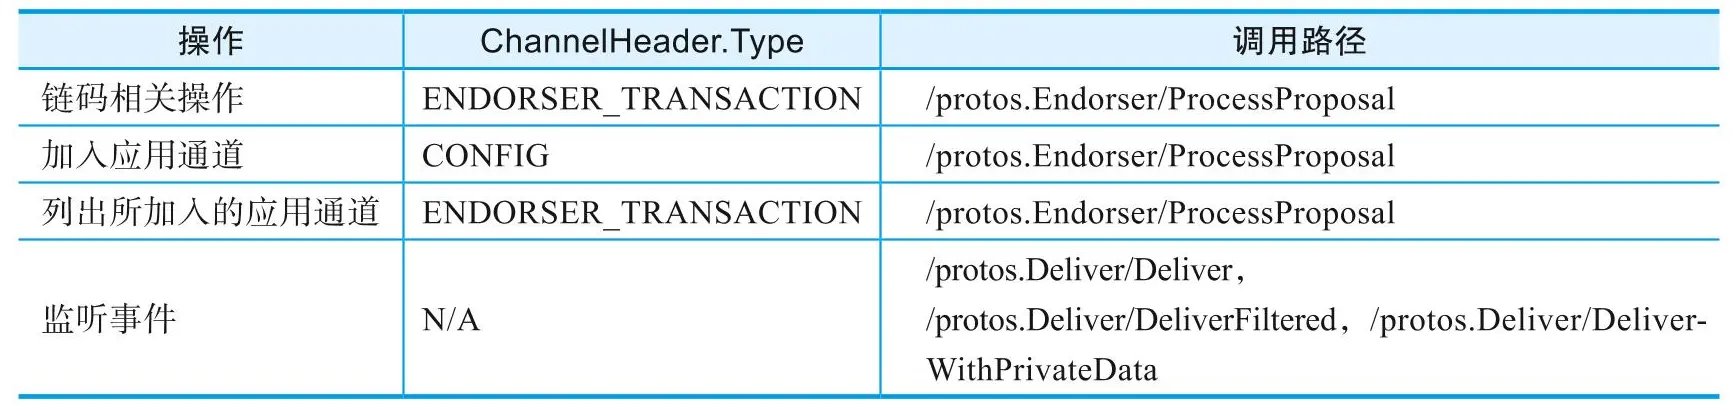 操作 ChannelHeader.Type 调用路径
链码相关操作 ENDORSER_TRANSACTION /protos.Endorser/ProcessProposal
加入应用通道 CONFIG /protos.Endorser/ProcessProposal
列出所加入的应用通道 ENDORSER_TRANSACTION /protos.Endorser/ProcessProposal
监听事件 N/A /protos.Deliver/Deliver，
/protos.Deliver/DeliverFiltered，/protos.Deliver/Deliver-
WithPrivateData